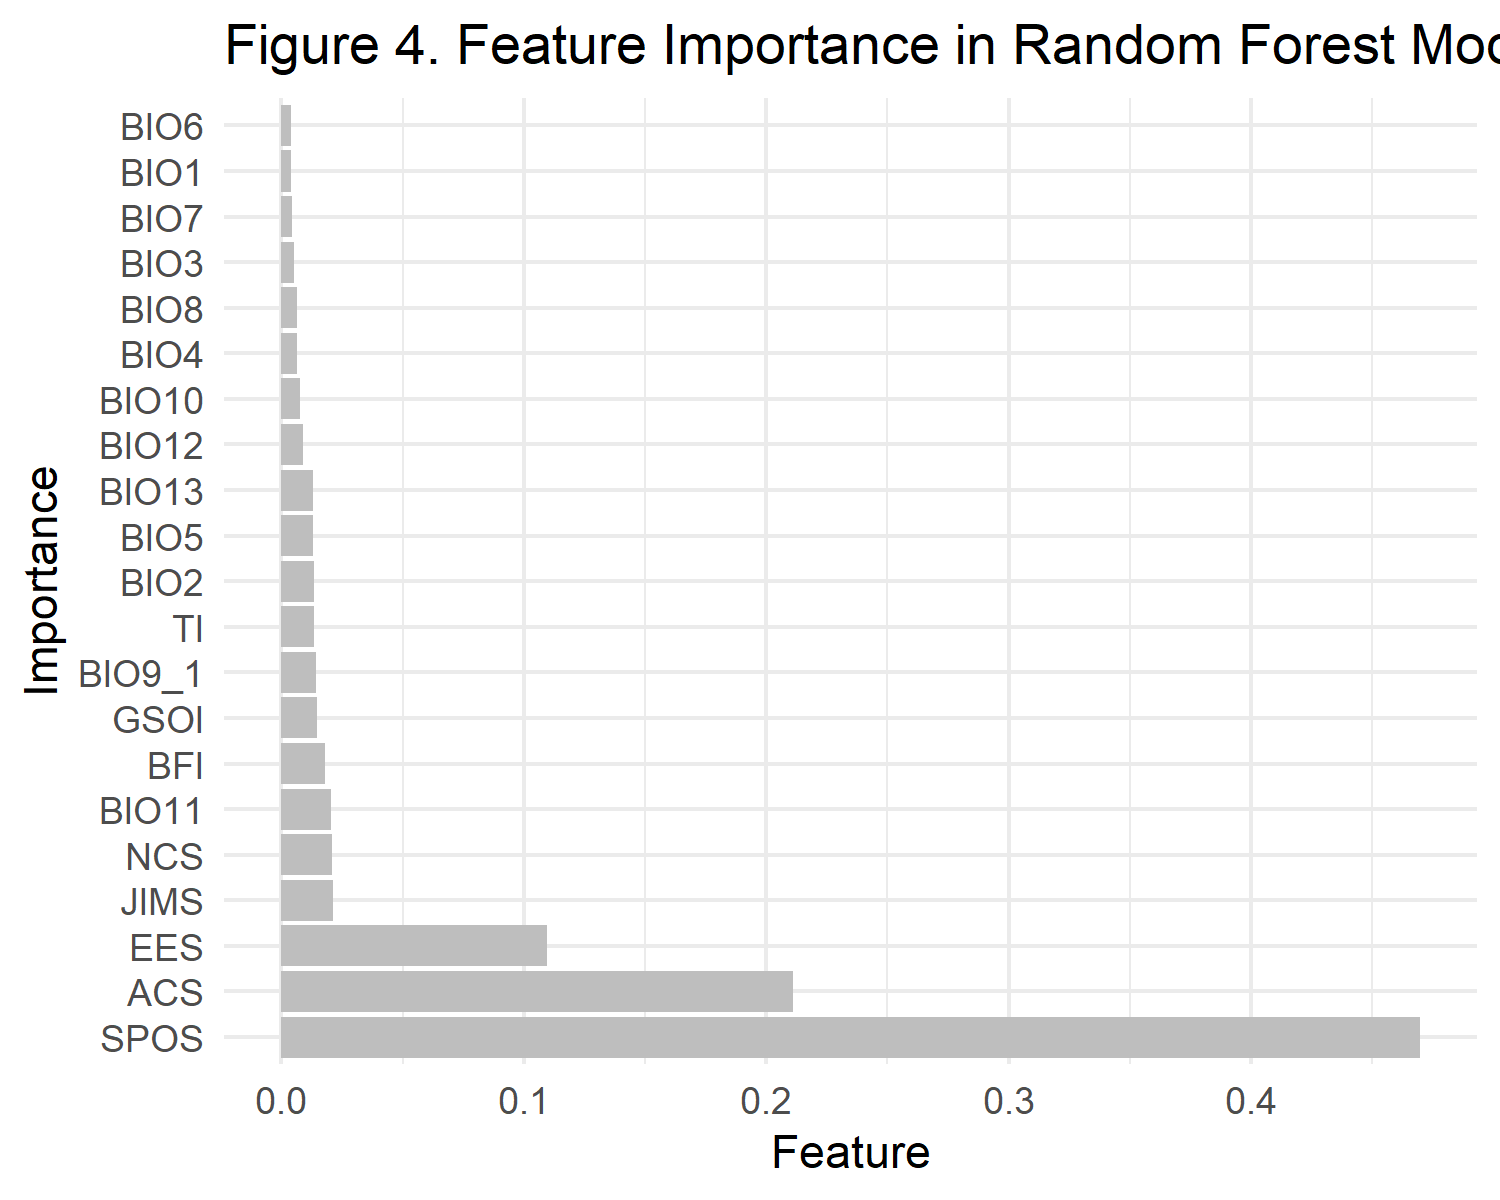 Figure 4. Feature Importance in Random Forest
BIO6
BIO1
BIO7
BIO3
BIO8
BIO4
BIO10
BIO12
BIO13
BIO5
BIO2
TI
BIO9_1
GSOI
BFI
BIO11
NCS
JIMS
EES
ACS
SPOS
Importance
0.0 0.1 0.2 0.3 0.4
Feature